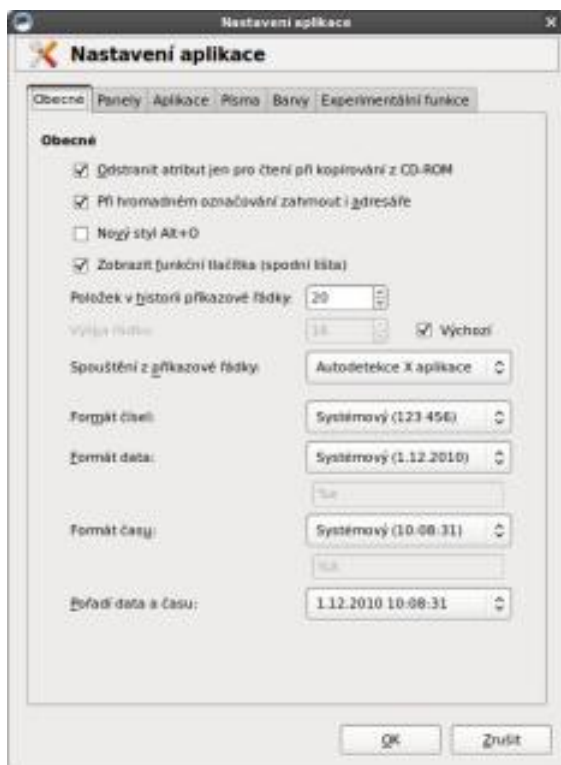 Nastavení aplikace
Nastavení aplikace
Obecné Panely Aplikace Písma Barvy Experimentální funkce
Obecné
Odstranit atribut jen pro čtení při kopírování z CD-ROM
Při hromadném označování zahrnout i adresáře
Nový styl Alt+O
Zobrazit funkční tlačítka (spodní lišta)
Položek v historii příkazové řádky: 20
Výška řádku: 16 Výchozí
Spouštění z příkazové řádky: Autodetekce X aplikace
Formát čísel: Systémový (123 456)
Formát data: Systémový (1.12.2010)
Formát času: Systémový (10:08:31)
Pořadí data a času: 1.12.2010 10:08:31
OK Zrušit